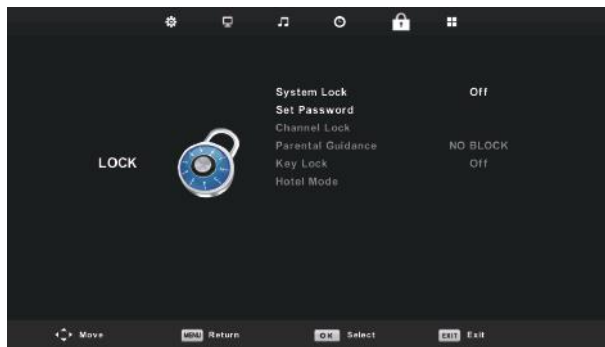 System Lock Off
Set Password
Channel Lock
Parental Guidance NO BLOCK
LOCK
Key Lock Off
Hotel Mode
Move MENU Return OK Select EXIT Exit